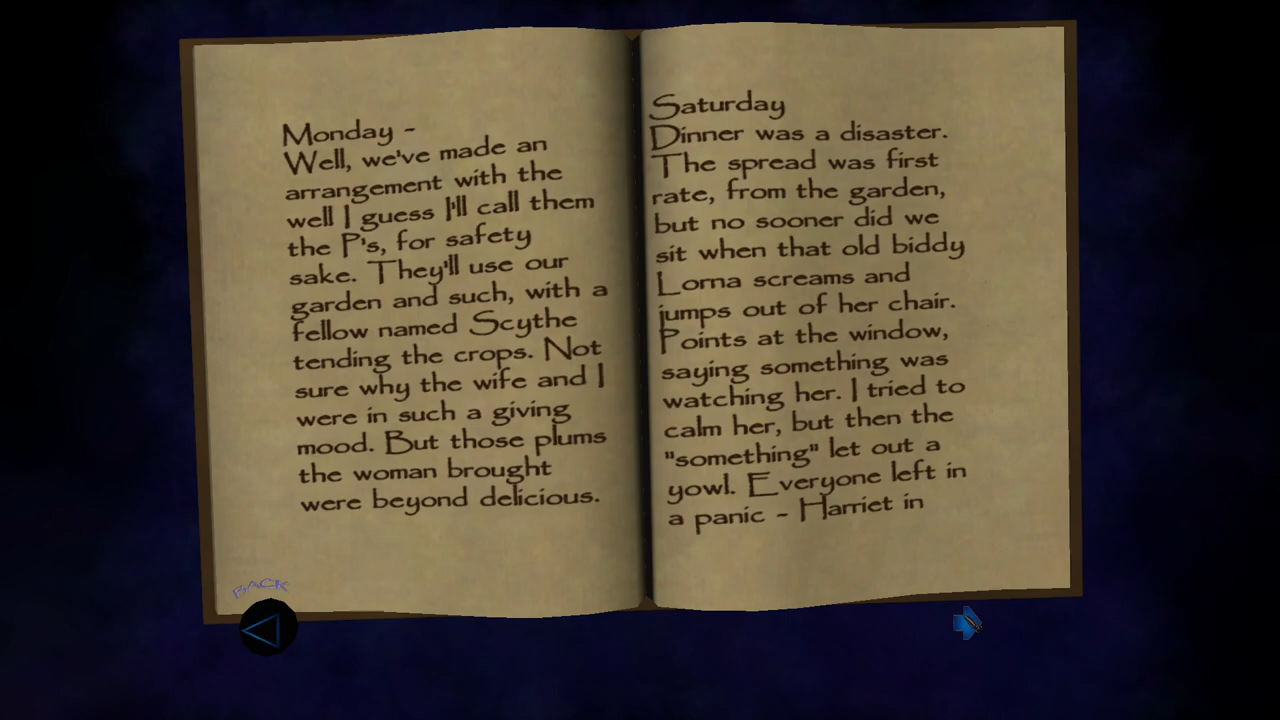 Monday -
Well, we've made an
arrangement with the
well I guess I'll call them
the P's, for safety
sake. They'll use our
garden and such, with a
fellow named Scythe
tending the crops. Not
sure why the wife and I
were in such a giving
mood. But those plums
the woman brought
were beyond delicious.
Saturday
Dinner was a disaster.
The spread was first
rate, from the garden,
but no sooner did we
sit when that old biddy
Lorna screams and
jumps out of her chair.
Points at the window,
saying something was
watching her. I tried to
calm her, but then the
"something" let out a
yowl. Everyone left in
a panic - Harriet in
BACK